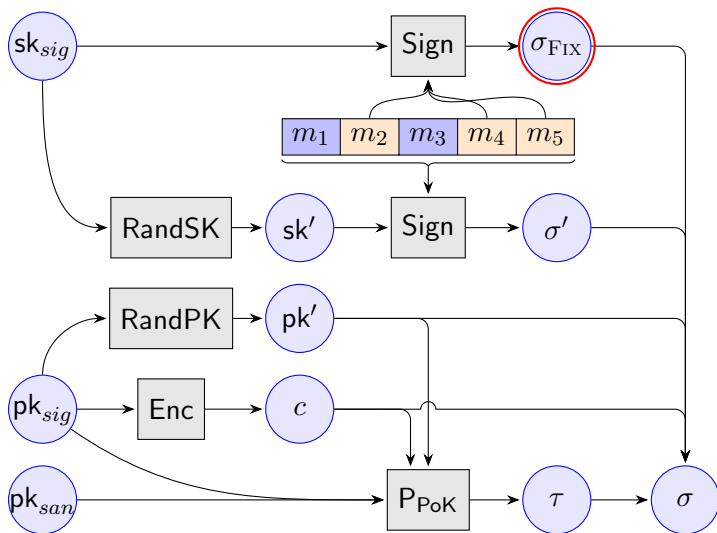 sk_sig Sign σ_FIX
m_1 m_2 m_3 m_4 m_5
RandSK sk′ Sign σ′
RandPK pk′
pk_sig Enc c
pk_san P_PoK τ σ